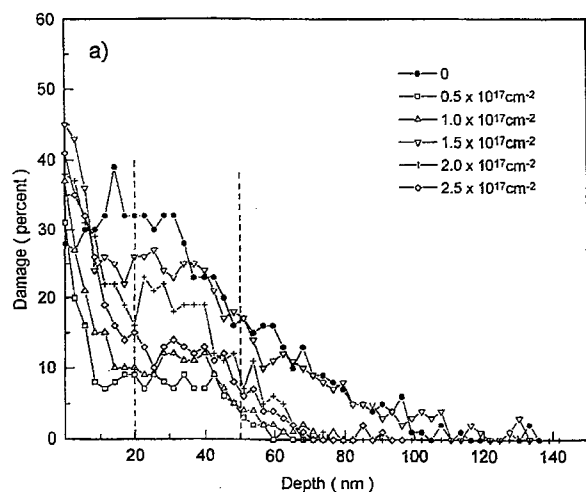 a)
60
50
40
30
20
10
0
Damage ( percent )
0
0.5 x 10¹⁷cm⁻²
1.0 x 10¹⁷cm⁻²
1.5 x 10¹⁷cm⁻²
2.0 x 10¹⁷cm⁻²
2.5 x 10¹⁷cm⁻²
0 20 40 60 80 100 120 140
Depth ( nm )